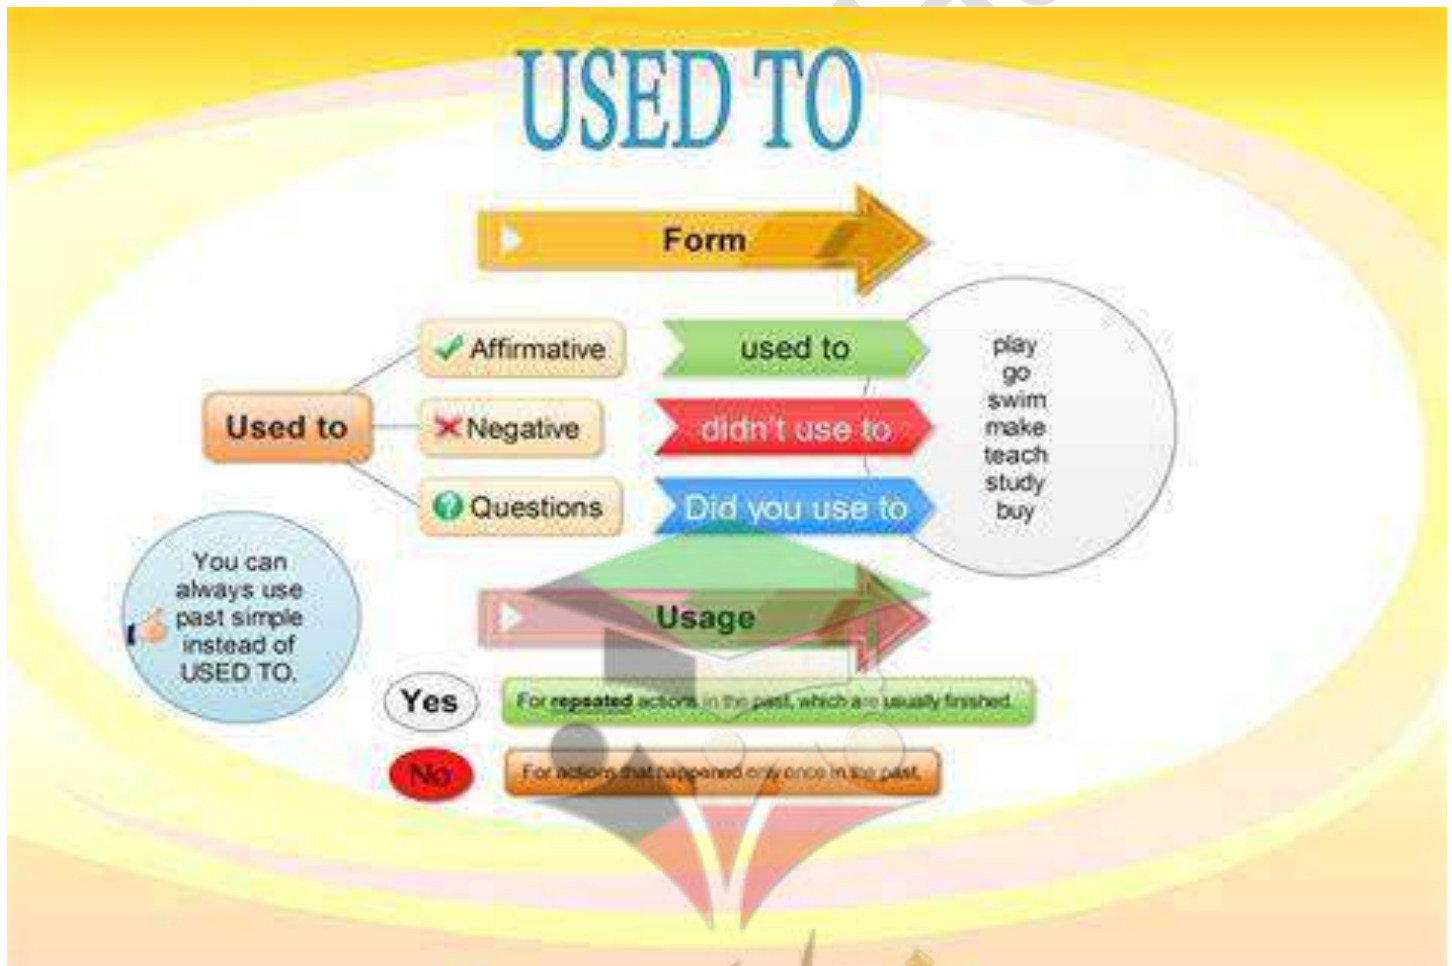 USED TO
Form
Used to
Affirmative
used to
Negative
didn't use to
Questions
Did you use to
play
go
swim
make
teach
study
buy
You can
always use
past simple
instead of
USED TO.
Usage
Yes
For repeated actions in the past, which are usually finished.
No
For actions that happened only once in the past.